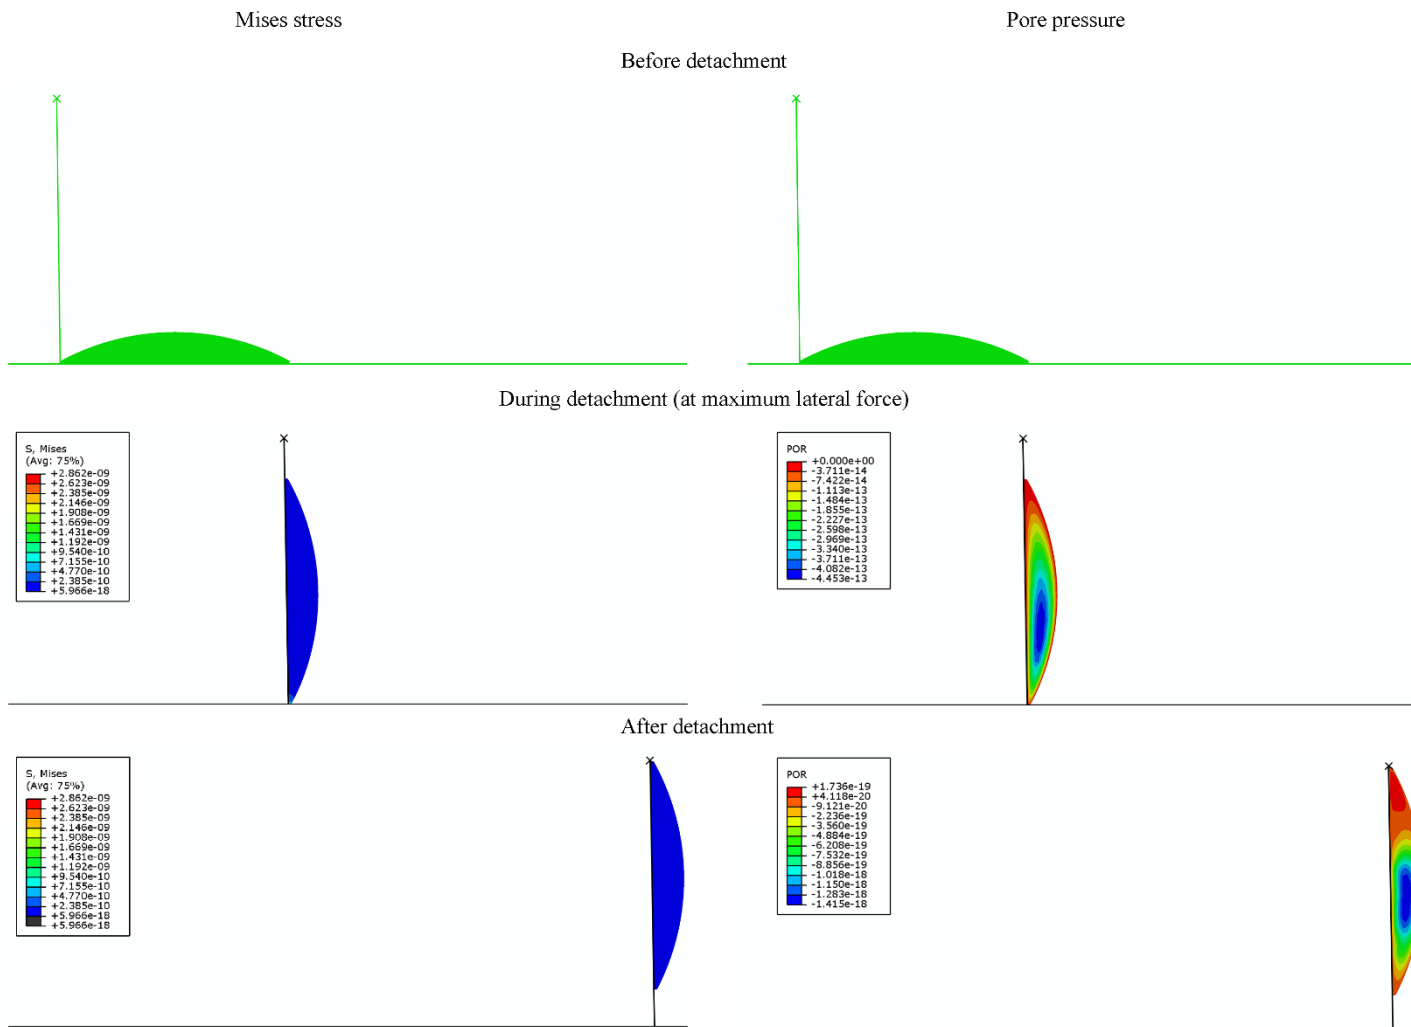 Mises stress
Pore pressure
Before detachment
During detachment (at maximum lateral force)
S, Mises
(Avg: 75%)
+2.862e-09
+2.623e-09
+2.385e-09
+2.146e-09
+1.908e-09
+1.669e-09
+1.431e-09
+1.192e-09
+9.540e-10
+7.155e-10
+4.770e-10
+2.385e-10
+5.966e-18
POR
+0.000e+00
-3.711e-14
-7.422e-14
-1.113e-13
-1.484e-13
-1.855e-13
-2.227e-13
-2.598e-13
-2.969e-13
-3.340e-13
-3.711e-13
-4.082e-13
-4.453e-13
After detachment
S, Mises
(Avg: 75%)
+2.862e-09
+2.623e-09
+2.385e-09
+2.146e-09
+1.908e-09
+1.669e-09
+1.431e-09
+1.192e-09
+9.540e-10
+7.155e-10
+4.770e-10
+2.385e-10
+5.966e-18
+5.966e-18
POR
+1.736e-19
+4.118e-20
-9.121e-20
-2.236e-19
-3.560e-19
-4.884e-19
-6.208e-19
-7.532e-19
-8.856e-19
-1.018e-18
-1.150e-18
-1.283e-18
-1.415e-18